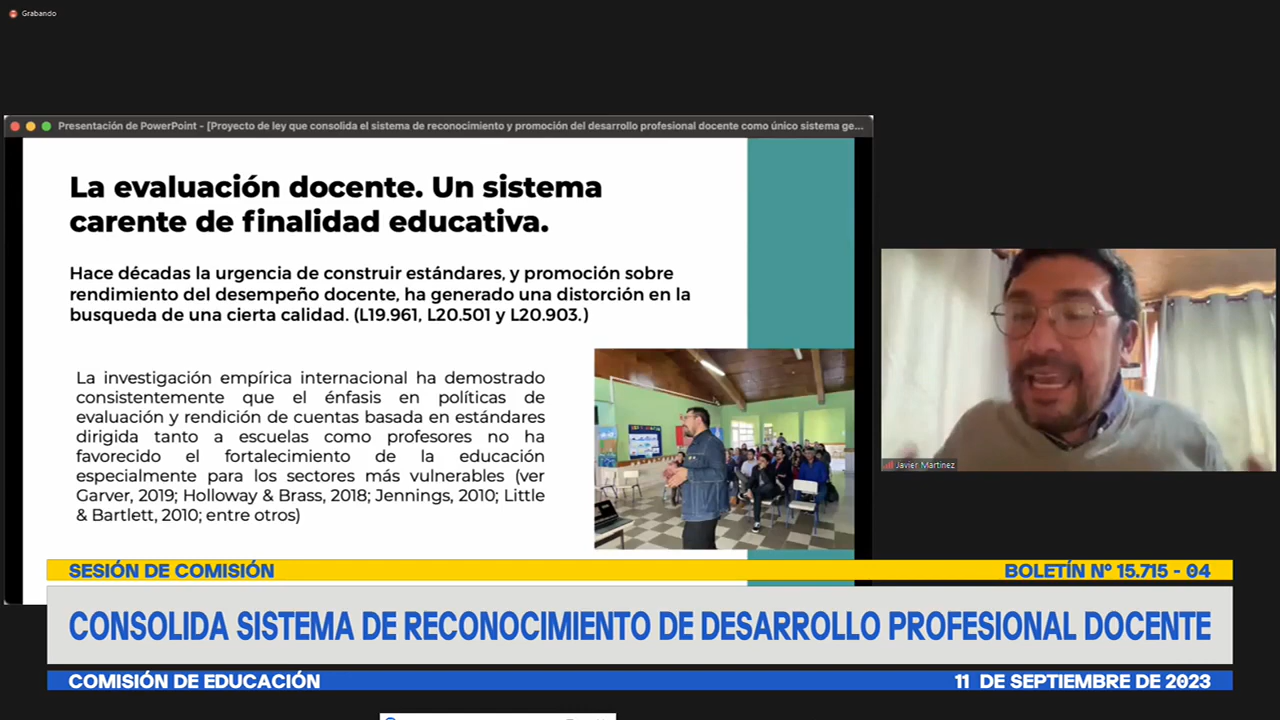 Grabando
Presentación de PowerPoint - [Proyecto de ley que consolida el sistema de reconocimiento y promoción del desarrollo profesional docente como único sistema ge...
La evaluación docente. Un sistema
carente de finalidad educativa.
Hace décadas la urgencia de construir estándares, y promoción sobre
rendimiento del desempeño docente, ha generado una distorción en la
busqueda de una cierta calidad. (L19.961, L20.501 y L20.903.)
La investigación empírica internacional ha demostrado
consistentemente que el énfasis en políticas de
evaluación y rendición de cuentas basada en estándares
dirigida tanto a escuelas como profesores no ha
favorecido el fortalecimiento de la educación
especialmente para los sectores más vulnerables (ver
Garver, 2019; Holloway & Brass, 2018; Jennings, 2010; Little
& Bartlett, 2010; entre otros)
Javier Martinez
SESIÓN DE COMISIÓN
BOLETÍN Nº 15.715 - 04
CONSOLIDA SISTEMA DE RECONOCIMIENTO DE DESARROLLO PROFESIONAL DOCENTE
COMISIÓN DE EDUCACIÓN
11 DE SEPTIEMBRE DE 2023